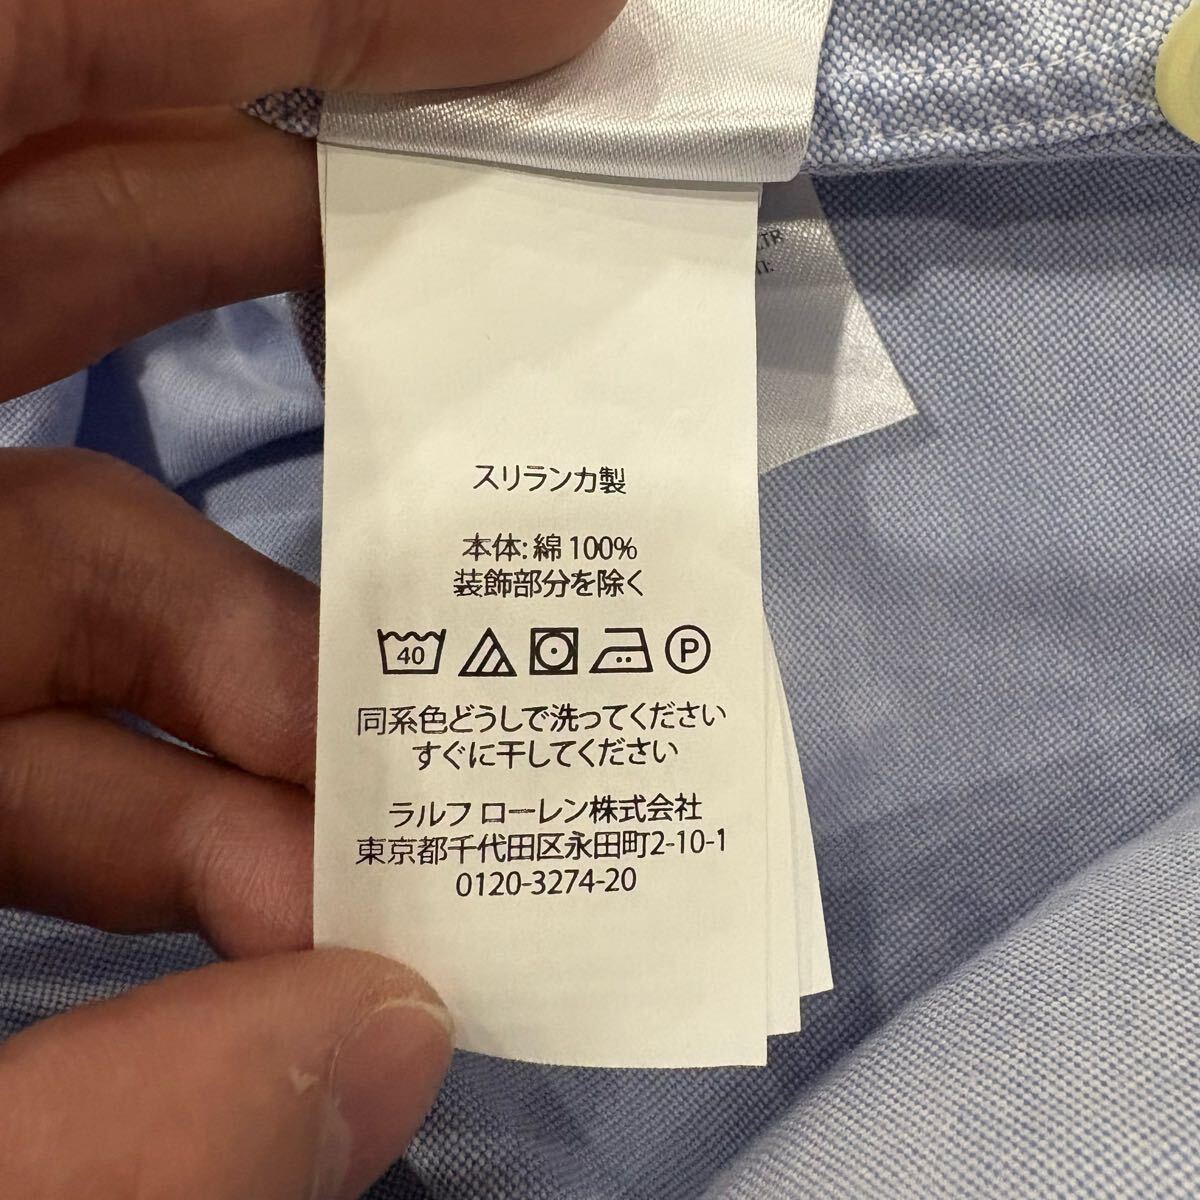 スリランカ製
本体: 綿 100%
装飾部分を除く
40 P
同系色どうしで洗ってください
すぐに干してください
ラルフ ローレン株式会社
東京都千代田区永田町2-10-1
0120-3274-20